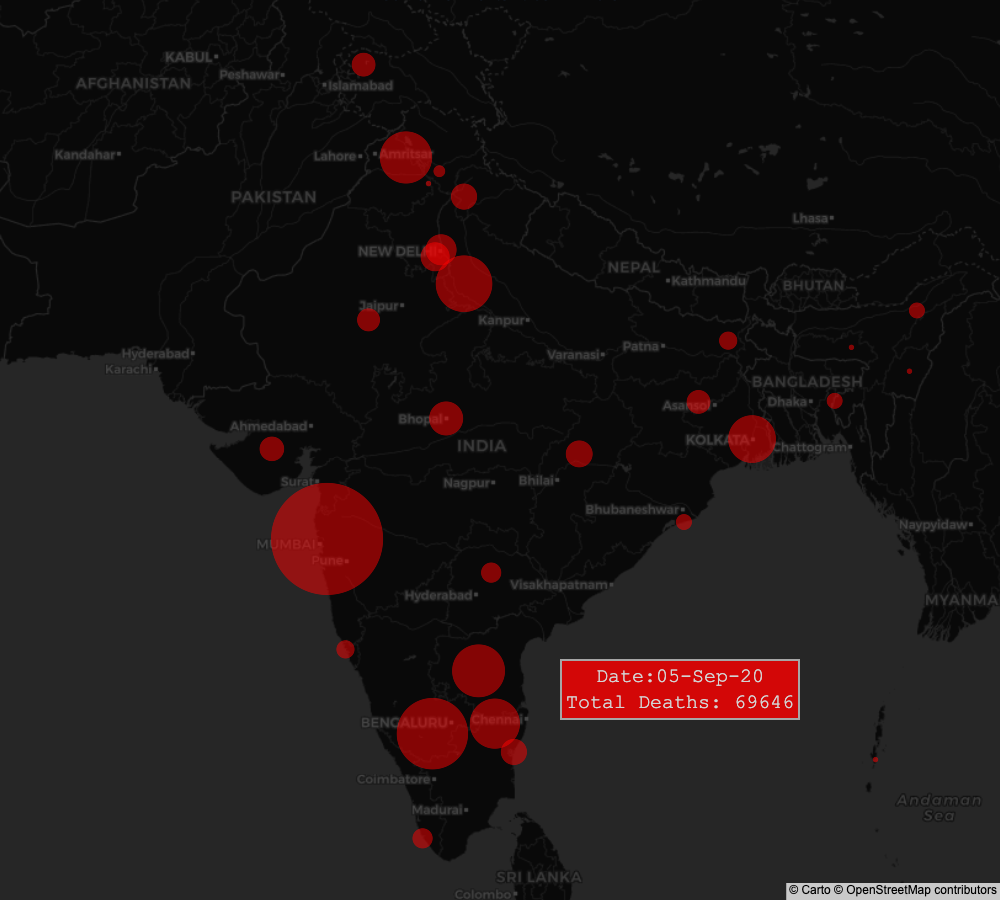 KABUL
Peshawar
AFGHANISTAN
Islamabad
Kandahar
Lahore
Amritsar
PAKISTAN
Lhasa
NEW DELHI
NEPAL
Kathmandu
BHUTAN
Jaipur
Kanpur
Hyderabad
Karachi
Varanasi
Patna
BANGLADESH
Asansol
Dhaka
Ahmedabad
Bhopal
INDIA
KOLKATA
Chattogram
Surat
Nagpur
Bhilai
Bhubaneshwar
Naypyidaw
MUMBAI
Pune
Hyderabad
Visakhapatnam
MYANMA
Date:05-Sep-20
Total Deaths: 69646
BENGALURU
Chennai
Coimbatore
Madurai
Andaman
Sea
SRI LANKA
Colombo
© Carto © OpenStreetMap contributors